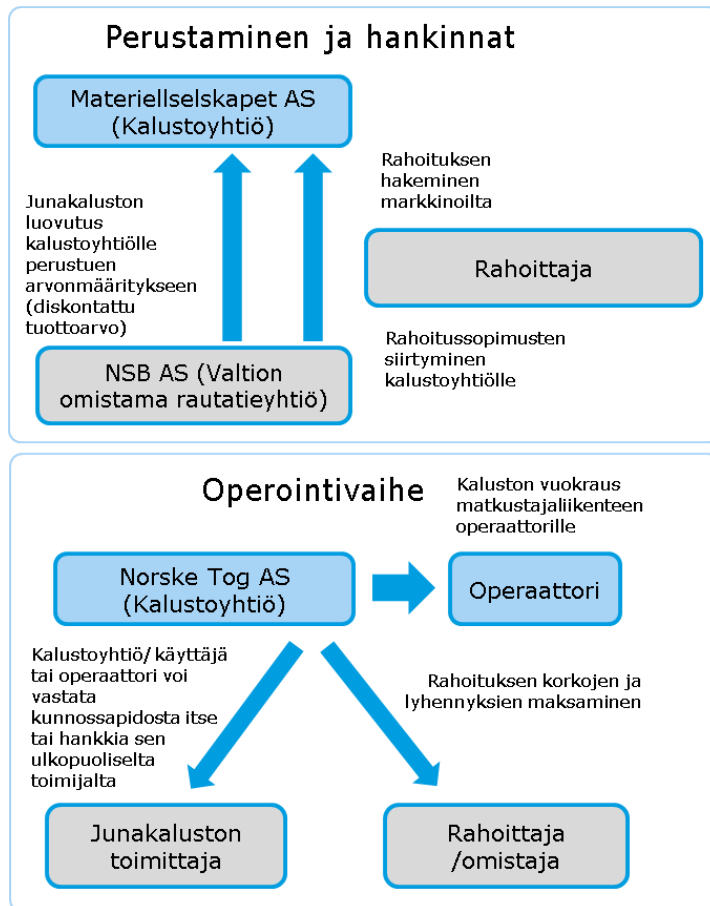 Perustaminen ja hankinnat
Materiellselskapet AS
(Kalustoyhtiö)
Junakaluston
luovutus
kalustoyhtiölle
perustuen
arvonmääritykseen
(diskontattu
tuottoarvo)
Rahoituksen
hakeminen
markkinoilta
Rahoittaja
Rahoitussopimusten
siirtyminen
kalustoyhtiölle
NSB AS (Valtion
omistama rautatieyhtiö)
Operointivaihe
Kaluston vuokraus
matkustajaliikenteen
operaattorille
Norske Tog AS
(Kalustoyhtiö)
Operaattori
Kalustoyhtiö/ käyttäjä
tai operaattori voi
vastata
kunnossapidosta itse
tai hankkia sen
ulkopuoliselta
toimijalta
Rahoituksen korkojen ja
lyhennyksien maksaminen
Junakaluston
toimittaja
Rahoittaja
/omistaja